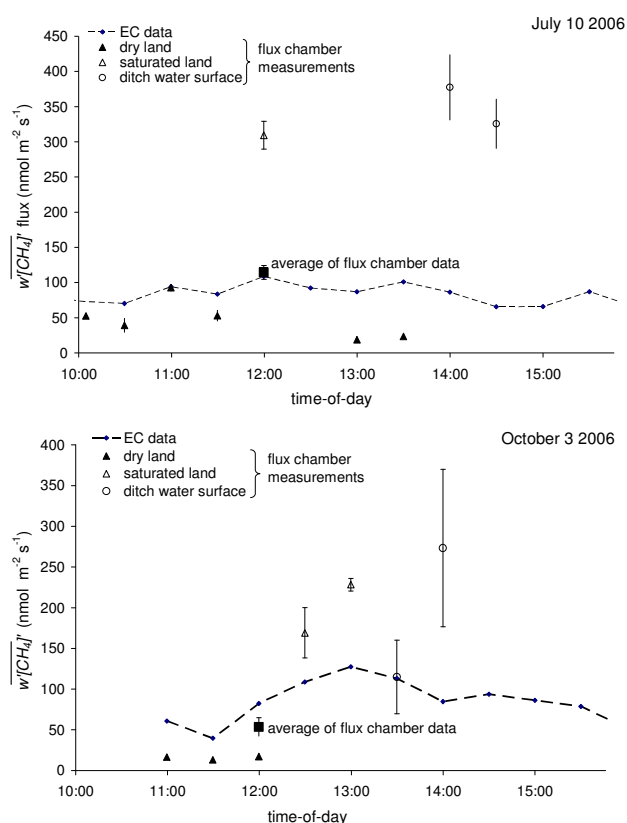 July 10 2006
EC data
dry land
saturated land
ditch water surface
flux chamber
measurements
450
400
350
300
250
200
150
100
50
0
w'[CH₄]' flux (nmol m⁻² s⁻¹)
average of flux chamber data
10:00 11:00 12:00 13:00 14:00 15:00
time-of-day
October 3 2006
EC data
dry land
saturated land
ditch water surface
flux chamber
measurements
400
350
300
250
200
150
100
50
0
w'[CH₄]' (nmol m⁻² s⁻¹)
average of flux chamber data
10:00 11:00 12:00 13:00 14:00 15:00
time-of-day